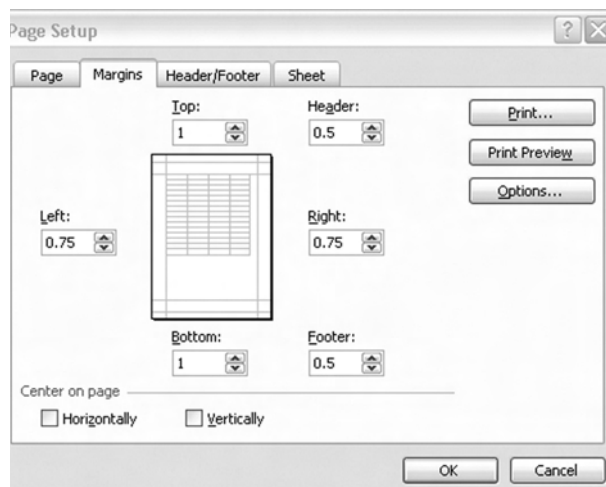 Page Setup
Page Margins Header/Footer Sheet
Top: Header:
1 0.5
Print...
Print Preview
Options...
Left: Right:
0.75 0.75
Bottom: Footer:
1 0.5
Center on page
Horizontally Vertically
OK Cancel